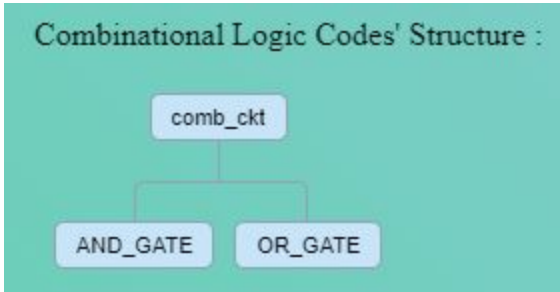 Combinational Logic Codes' Structure :
comb_ckt
AND_GATE OR_GATE